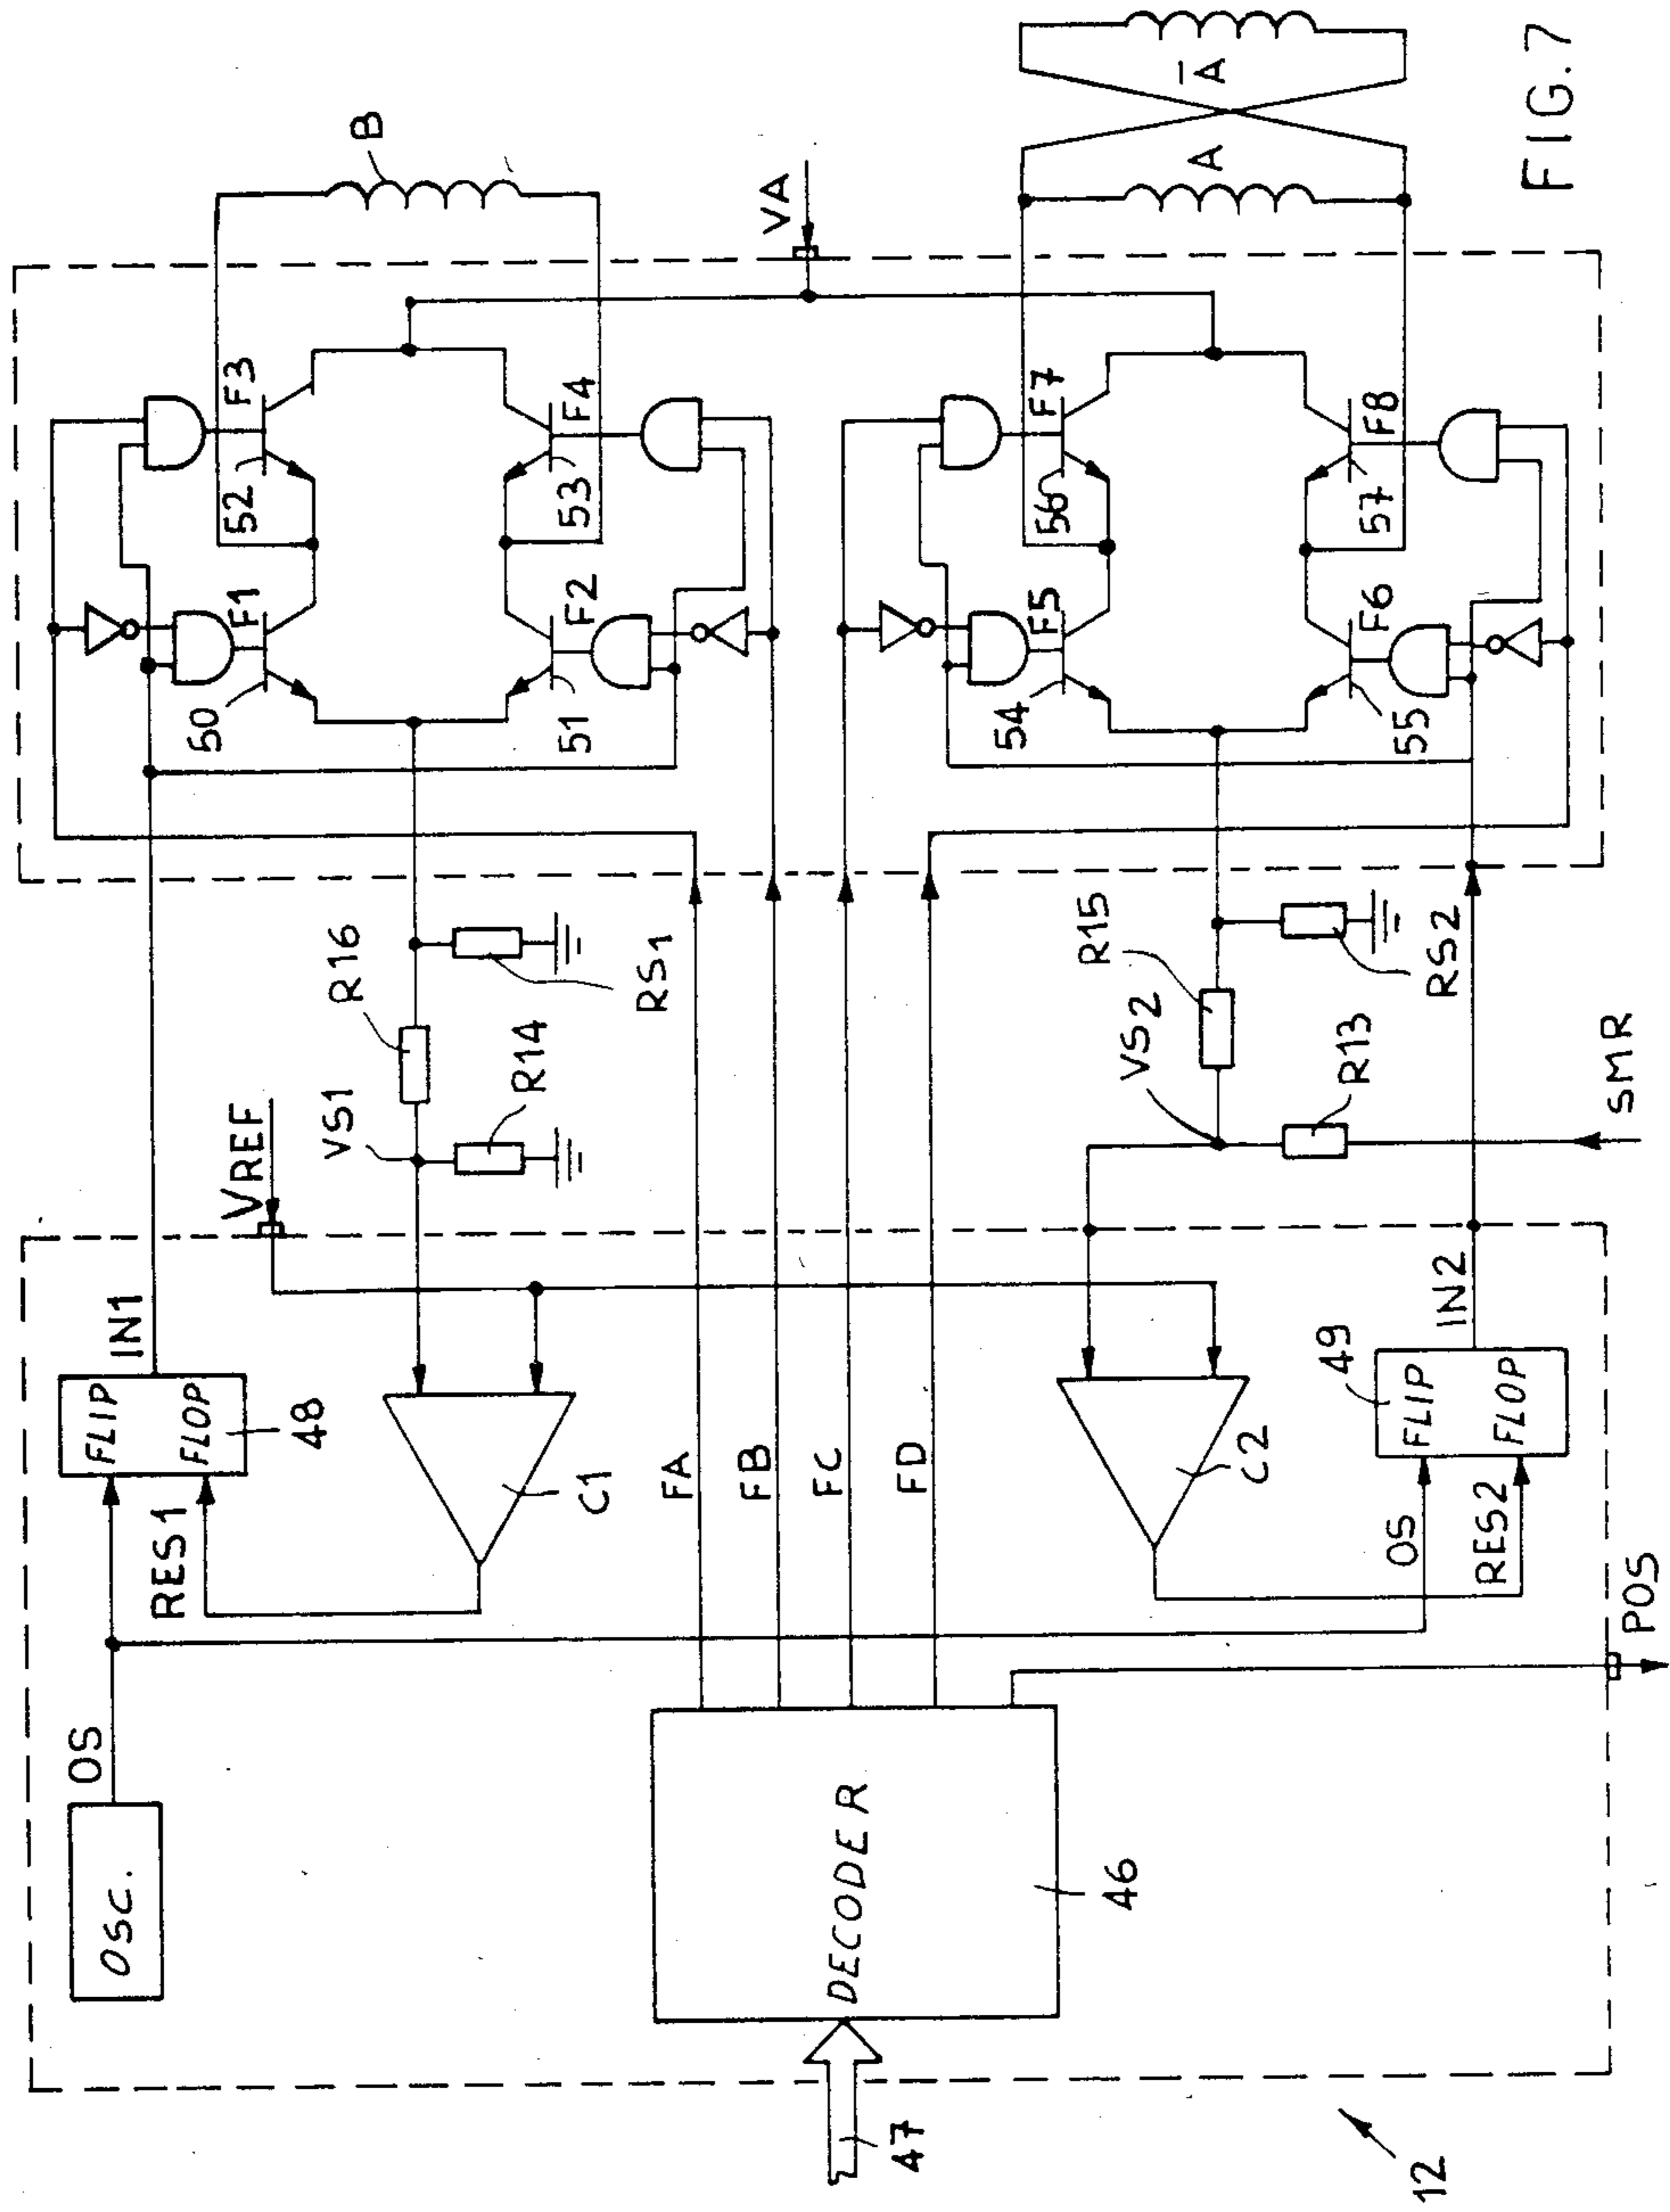 FIG.7
12
47
DECODER
46
OSC.
OS
FLIP
FLOP
48
RES1
IN1
C1
VREF
VS1
R16
R14
RS1
FA
FB
FC
FD
POS
OS
RES2
FLIP
FLOP
49
IN2
C2
VS2
R15
R13
RS2
SMR
50
F1
51
F2
52
F3
53
F4
B
VA
54
F5
55
F6
56
F7
57
F8
A
Ā